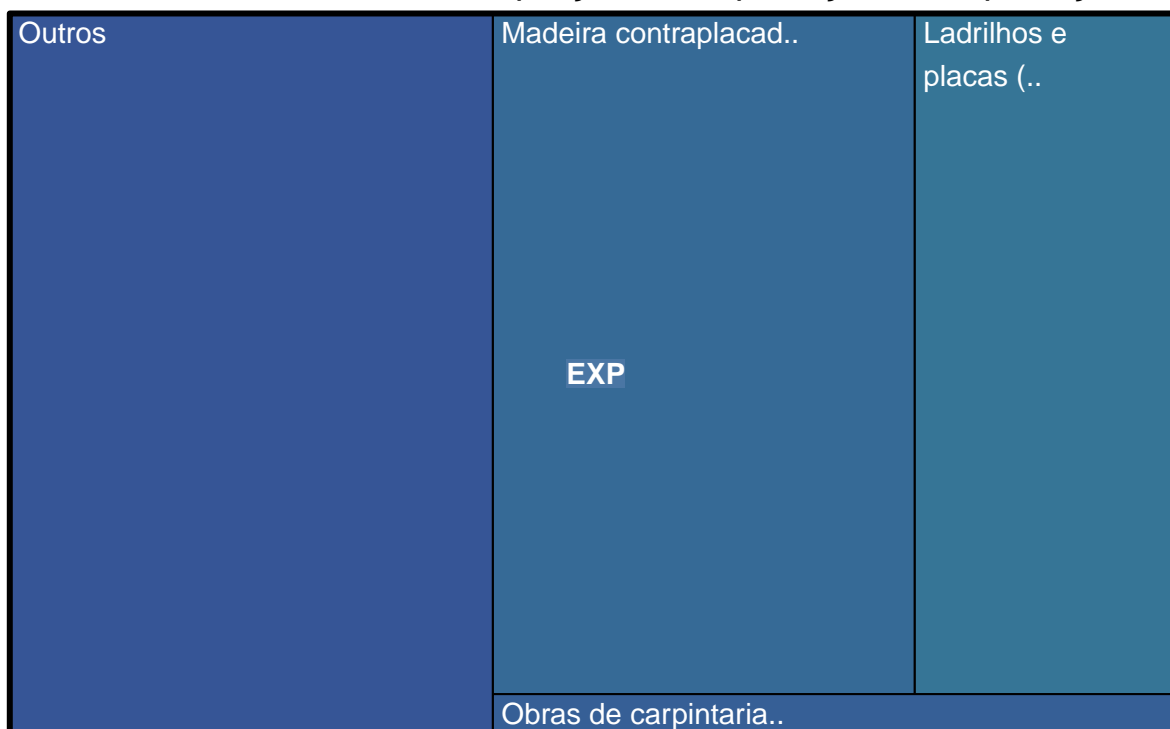 Outros
Madeira contraplacad..
Ladrilhos e
placas (..
EXP
Obras de carpintaria..